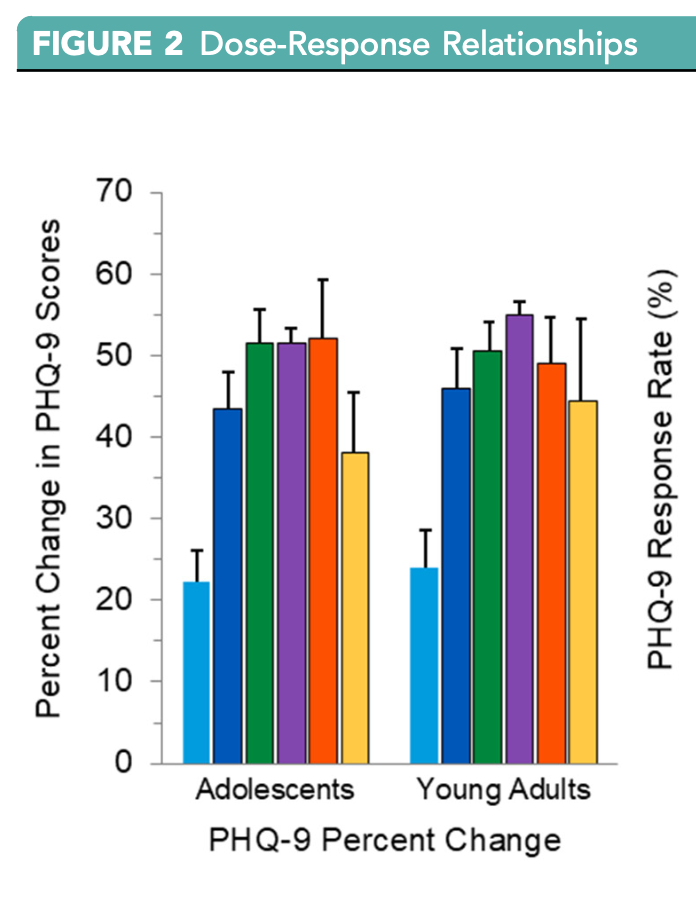 FIGURE 2 Dose-Response Relationships
Percent Change in PHQ-9 Scores
70
60
50
40
30
20
10
0
Adolescents Young Adults
PHQ-9 Percent Change
PHQ-9 Response Rate (%)